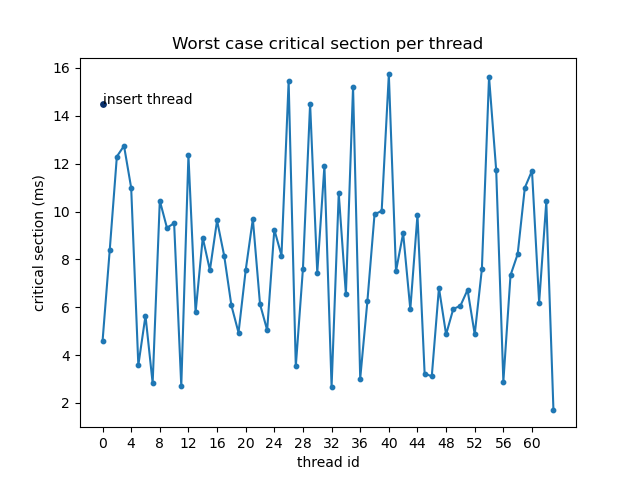 Worst case critical section per thread
16
14
12
10
8
6
4
2
critical section (ms)
insert thread
0 4 8 12 16 20 24 28 32 36 40 44 48 52 56 60
thread id